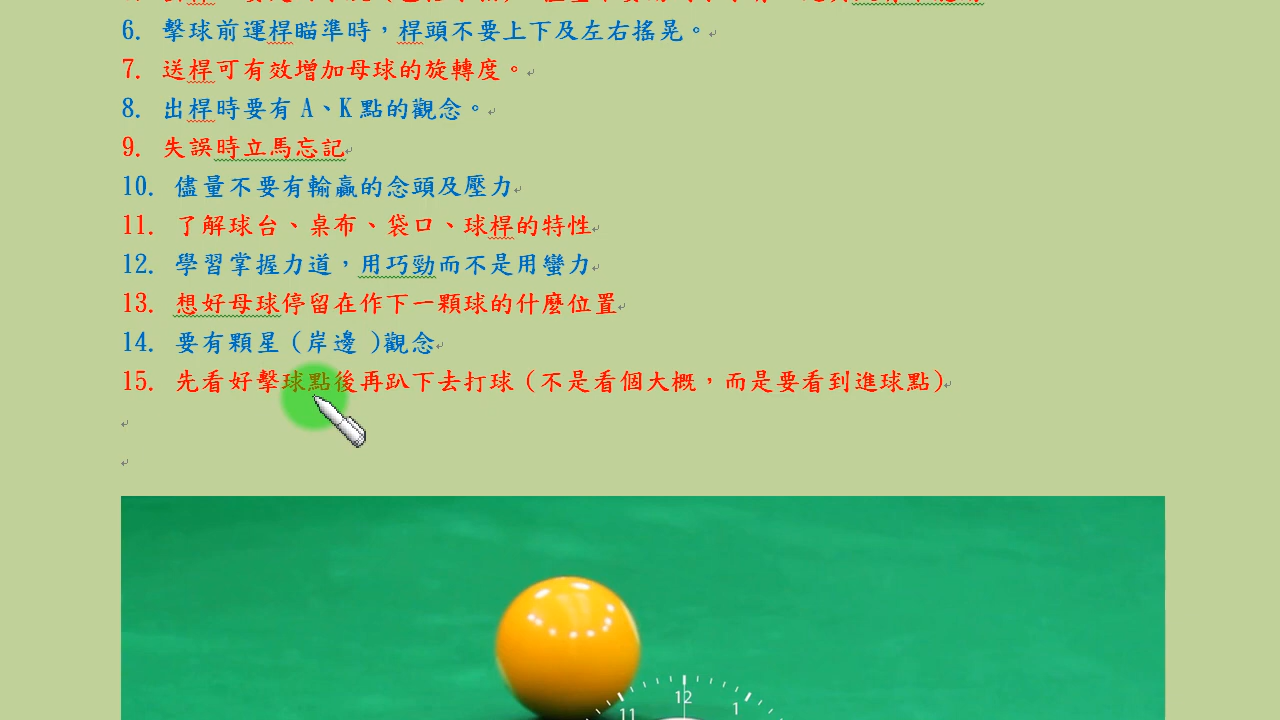 6. 擊球前運桿瞄準時，桿頭不要上下及左右搖晃。
7. 送桿可有效增加母球的旋轉度。
8. 出桿時要有 A、K 點的觀念。
9. 失誤時立馬忘記
10. 儘量不要有輸贏的念頭及壓力
11. 了解球台、桌布、袋口、球桿的特性
12. 學習掌握力道，用巧勁而不是用蠻力
13. 想好母球停留在作下一顆球的什麼位置
14. 要有顆星 (岸邊 )觀念
15. 先看好擊球點後再趴下去打球 (不是看個大概，而是要看到進球點)
12
11
1